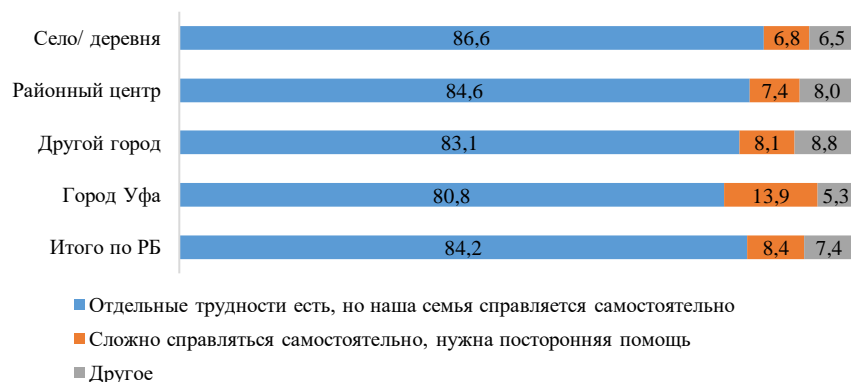 Село/ деревня 86,6 6,8 6,5
Районный центр 84,6 7,4 8,0
Другой город 83,1 8,1 8,8
Город Уфа 80,8 13,9 5,3
Итого по РБ 84,2 8,4 7,4
Отдельные трудности есть, но наша семья справляется самостоятельно
Сложно справляться самостоятельно, нужна посторонняя помощь
Другое